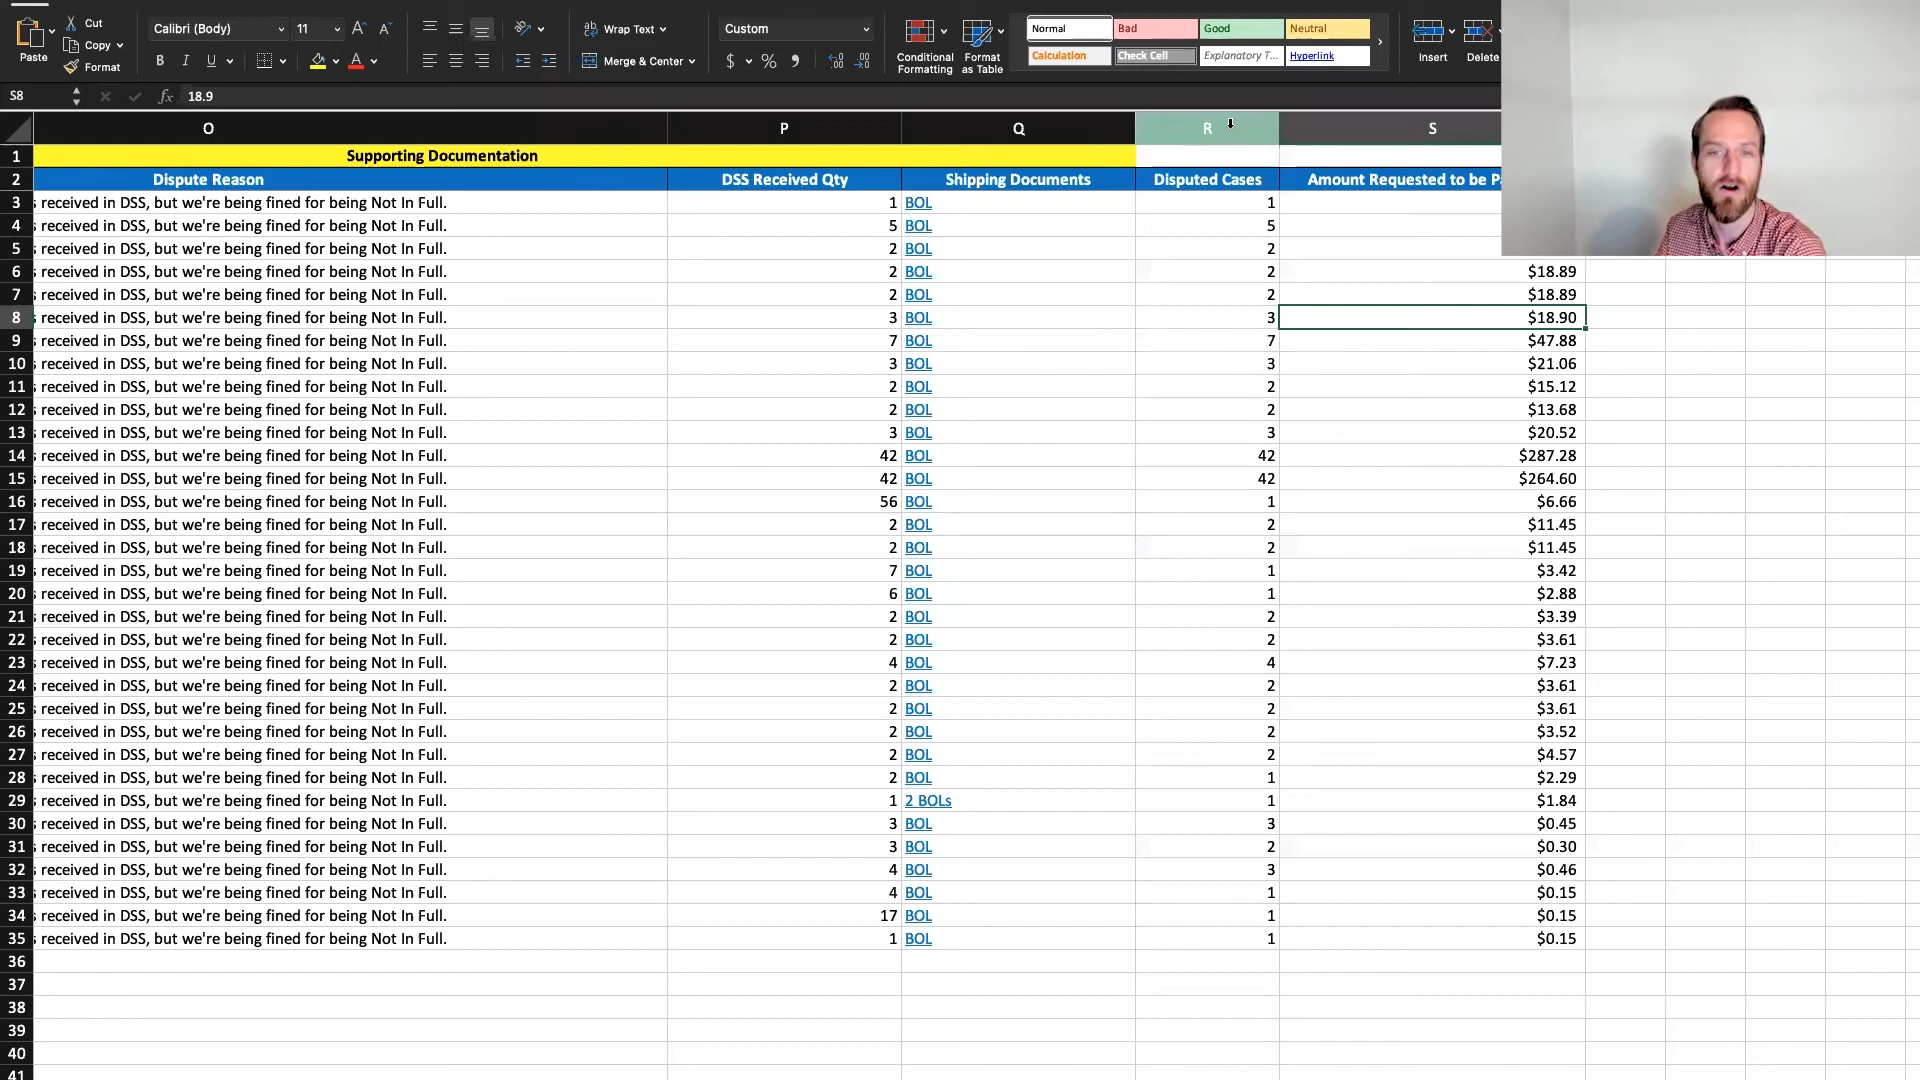 Cut
Copy
Format
Paste
Calibri (Body) 11
B I U
Wrap Text
Merge & Center
Custom
$ %
Conditional Formatting
Format as Table
Normal Bad Good Neutral
Calculation Check Cell Explanatory T... Hyperlink
Insert
Delete
S8 fx 18.9
O P Q R S
1 Supporting Documentation
2 Dispute Reason DSS Received Qty Shipping Documents Disputed Cases Amount Requested to be
3 received in DSS, but we're being fined for being Not In Full. 1 BOL 1
4 received in DSS, but we're being fined for being Not In Full. 5 BOL 5
5 received in DSS, but we're being fined for being Not In Full. 2 BOL 2
6 received in DSS, but we're being fined for being Not In Full. 2 BOL 2 $18.89
7 received in DSS, but we're being fined for being Not In Full. 2 BOL 2 $18.89
8 received in DSS, but we're being fined for being Not In Full. 3 BOL 3 $18.90
9 received in DSS, but we're being fined for being Not In Full. 7 BOL 7 $47.88
10 received in DSS, but we're being fined for being Not In Full. 3 BOL 3 $21.06
11 received in DSS, but we're being fined for being Not In Full. 2 BOL 2 $15.12
12 received in DSS, but we're being fined for being Not In Full. 2 BOL 2 $13.68
13 received in DSS, but we're being fined for being Not In Full. 3 BOL 3 $20.52
14 received in DSS, but we're being fined for being Not In Full. 42 BOL 42 $287.28
15 received in DSS, but we're being fined for being Not In Full. 42 BOL 42 $264.60
16 received in DSS, but we're being fined for being Not In Full. 56 BOL 1 $6.66
17 received in DSS, but we're being fined for being Not In Full. 2 BOL 2 $11.45
18 received in DSS, but we're being fined for being Not In Full. 2 BOL 2 $11.45
19 received in DSS, but we're being fined for being Not In Full. 7 BOL 1 $3.42
20 received in DSS, but we're being fined for being Not In Full. 6 BOL 1 $2.88
21 received in DSS, but we're being fined for being Not In Full. 2 BOL 2 $3.39
22 received in DSS, but we're being fined for being Not In Full. 2 BOL 2 $3.61
23 received in DSS, but we're being fined for being Not In Full. 4 BOL 4 $7.23
24 received in DSS, but we're being fined for being Not In Full. 2 BOL 2 $3.61
25 received in DSS, but we're being fined for being Not In Full. 2 BOL 2 $3.61
26 received in DSS, but we're being fined for being Not In Full. 2 BOL 2 $3.52
27 received in DSS, but we're being fined for being Not In Full. 2 BOL 2 $4.57
28 received in DSS, but we're being fined for being Not In Full. 2 BOL 1 $2.29
29 received in DSS, but we're being fined for being Not In Full. 1 2 BOLs 1 $1.84
30 received in DSS, but we're being fined for being Not In Full. 3 BOL 3 $0.45
31 received in DSS, but we're being fined for being Not In Full. 3 BOL 2 $0.30
32 received in DSS, but we're being fined for being Not In Full. 4 BOL 3 $0.46
33 received in DSS, but we're being fined for being Not In Full. 4 BOL 1 $0.15
34 received in DSS, but we're being fined for being Not In Full. 17 BOL 1 $0.15
35 received in DSS, but we're being fined for being Not In Full. 1 BOL 1 $0.15
36
37
38
39
40
41